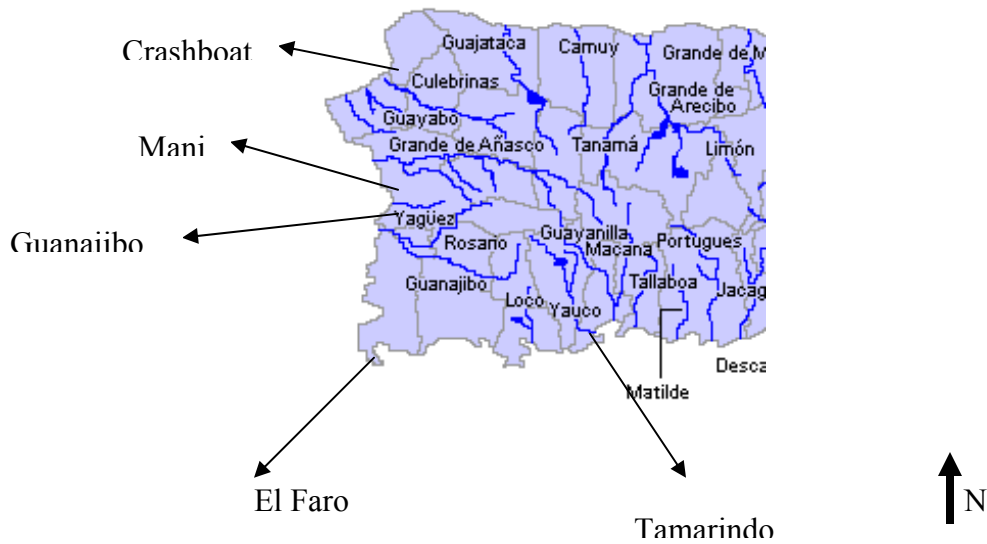 Crashboat
Guajataca
Camuy
Grande de M
Culebrinas
Grande de
Arecibo
Guayabo
Mani
Grande de Añasco
Tanamá
Limón
Yagüez
Guanajibo
Rosario
Guayanilla
Macana
Portugues
Guanajibo
Tallaboa
Jacag
Loco
Yauco
Desca
Matilde
El Faro
N
Tamarindo